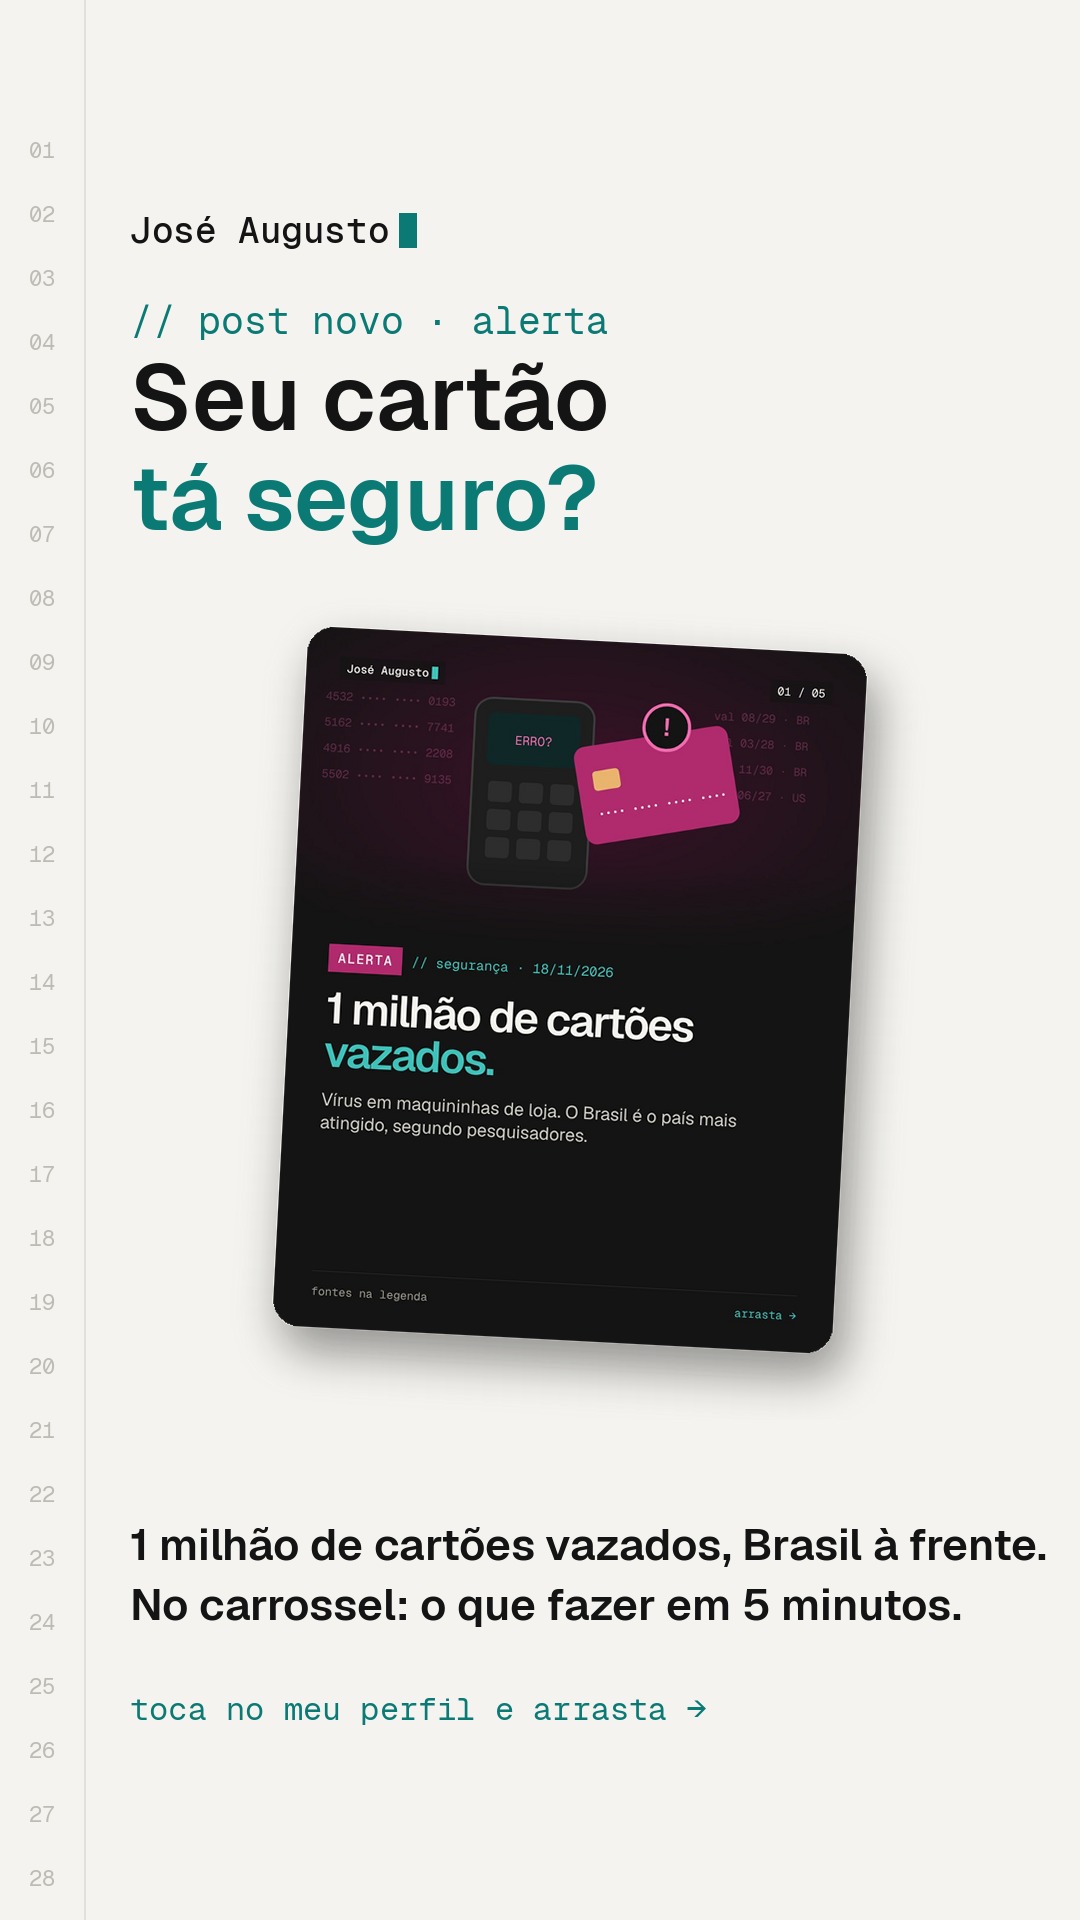 01
02
03
04
05
06
07
08
09
10
11
12
13
14
15
16
17
18
19
20
21
22
23
24
25
26
27
28
José Augusto
// post novo · alerta
Seu cartão
tá seguro?
José Augusto
01 / 05
4532 •••• •••• 0193
5162 •••• •••• 7741
4916 •••• •••• 2208
5502 •••• •••• 9135
ERRO?
!
•••• •••• •••• ••••
val 08/29 · BR
03/28 · BR
11/30 · BR
06/27 · US
ALERTA // segurança · 18/11/2026
1 milhão de cartões
vazados.
Vírus em maquininhas de loja. O Brasil é o país mais
atingido, segundo pesquisadores.
fontes na legenda
arrasta →
1 milhão de cartões vazados, Brasil à frente.
No carrossel: o que fazer em 5 minutos.
toca no meu perfil e arrasta →